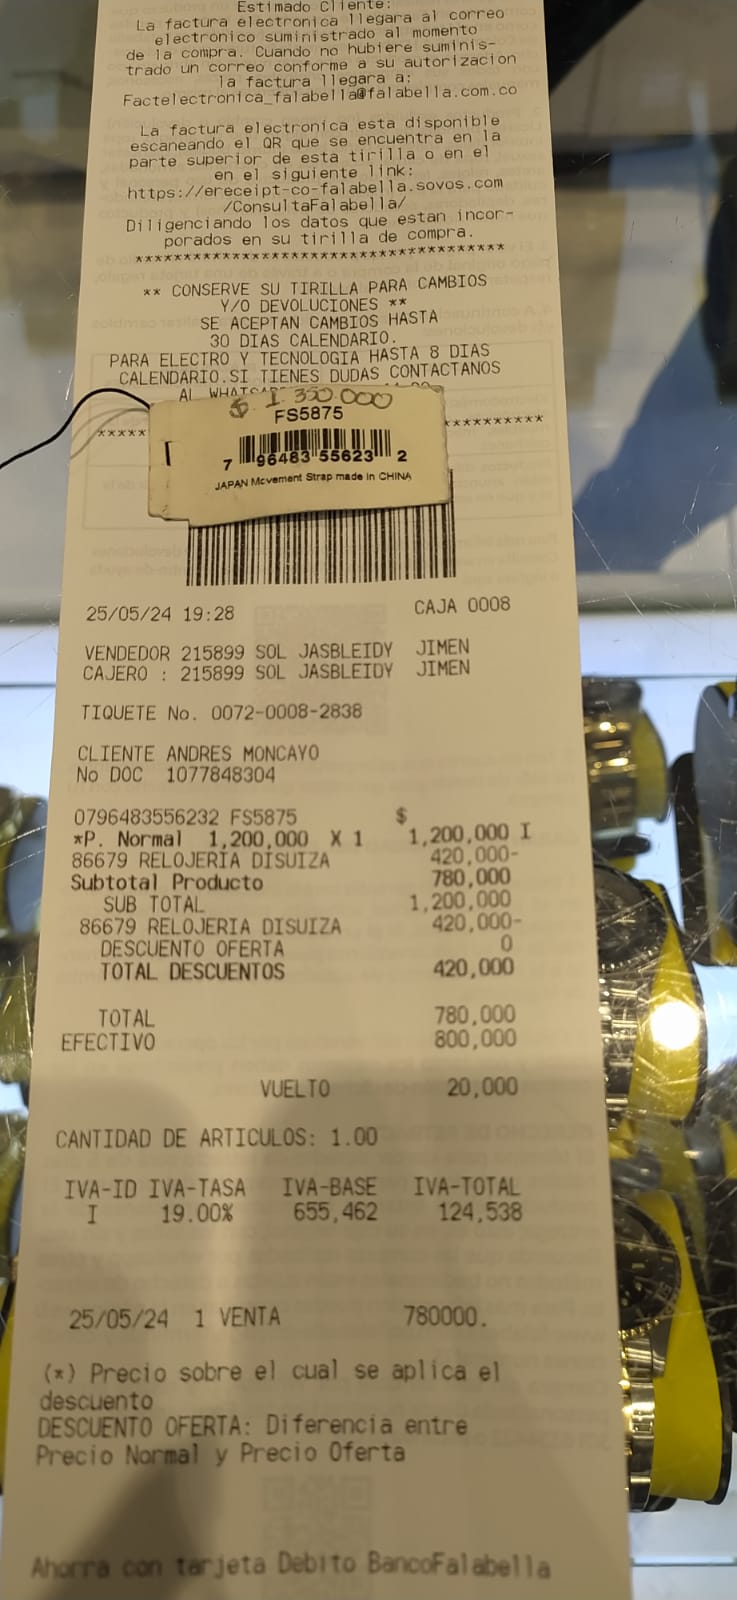 Estimado Cliente:
La factura electronica llegara al correo
electronico suministrado al momento
de la compra. Cuando no hubiere suminis-
trado un correo conforme a su autorizacion
la factura llegara a:
Factelectronica_falabella@falabella.com.co
La factura electronica esta disponible
escaneando el QR que se encuentra en la
parte superior de esta tirilla o en el
en el siguiente link:
https://ereceipt-co-falabella.sovos.com
/ConsultaFalabella/
Diligenciando los datos que estan incor-
porados en su tirilla de compra.
****************************************
** CONSERVE SU TIRILLA PARA CAMBIOS
Y/O DEVOLUCIONES **
SE ACEPTAN CAMBIOS HASTA
30 DIAS CALENDARIO.
PARA ELECTRO Y TECNOLOGIA HASTA 8 DIAS
CALENDARIO.SI TIENES DUDAS CONTACTANOS
AL
$ 1.350.000
FS5875
7 96483 55623 2
JAPAN Movement Strap made in CHINA
25/05/24 19:28 CAJA 0008
VENDEDOR 215899 SOL JASBLEIDY JIMEN
CAJERO : 215899 SOL JASBLEIDY JIMEN
TIQUETE No. 0072-0008-2838
CLIENTE ANDRES MONCAYO
No DOC 1077848304
0796483556232 FS5875 $
*P. Normal 1,200,000 X 1 1,200,000 I
86679 RELOJERIA DISUIZA 420,000-
Subtotal Producto 780,000
SUB TOTAL 1,200,000
86679 RELOJERIA DISUIZA 420,000-
DESCUENTO OFERTA 0
TOTAL DESCUENTOS 420,000
TOTAL 780,000
EFECTIVO 800,000
VUELTO 20,000
CANTIDAD DE ARTICULOS: 1.00
IVA-ID IVA-TASA IVA-BASE IVA-TOTAL
I 19.00% 655,462 124,538
25/05/24 1 VENTA 780000.
(*) Precio sobre el cual se aplica el
descuento
DESCUENTO OFERTA: Diferencia entre
Precio Normal y Precio Oferta
Ahorra con tarjeta Debito BancoFalabella